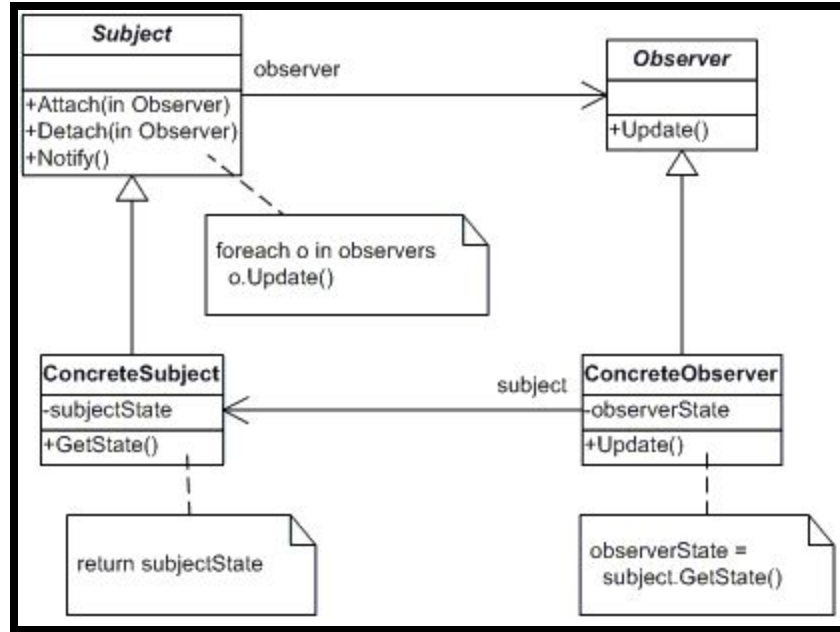 Subject
+Attach(in Observer)
+Detach(in Observer)
+Notify()
observer
Observer
+Update()
foreach o in observers
o.Update()
ConcreteSubject
-subjectState
+GetState()
subject
ConcreteObserver
-observerState
+Update()
return subjectState
observerState =
subject.GetState()